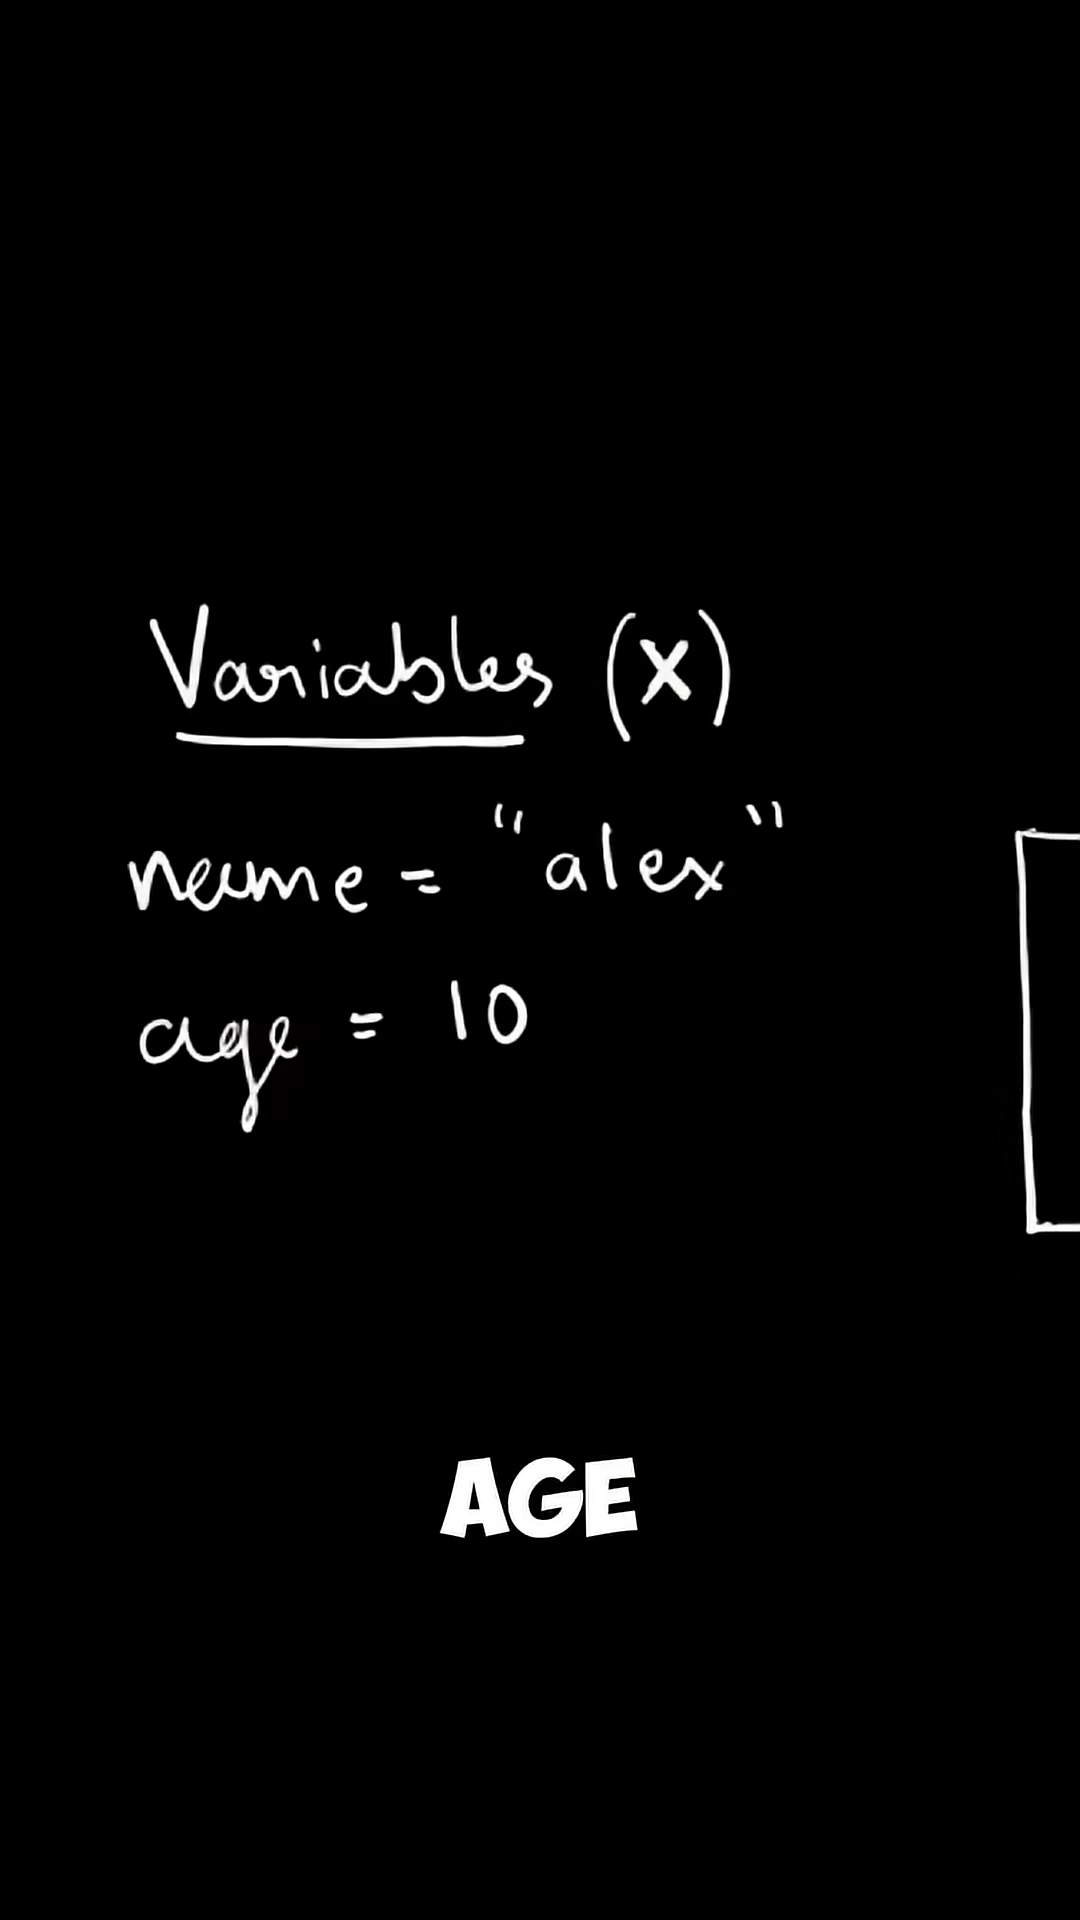 Variables (x)
name = "alex"
age = 10
AGE